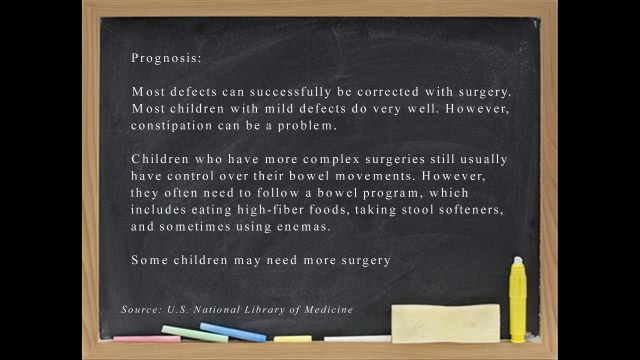 Prognosis:
Most defects can successfully be corrected with surgery.
Most children with mild defects do very well. However,
constipation can be a problem.
Children who have more complex surgeries still usually
have control over their bowel movements. However,
they often need to follow a bowel program, which
includes eating high-fiber foods, taking stool softeners,
and sometimes using enemas.
Some children may need more surgery
Source: U.S. National Library of Medicine